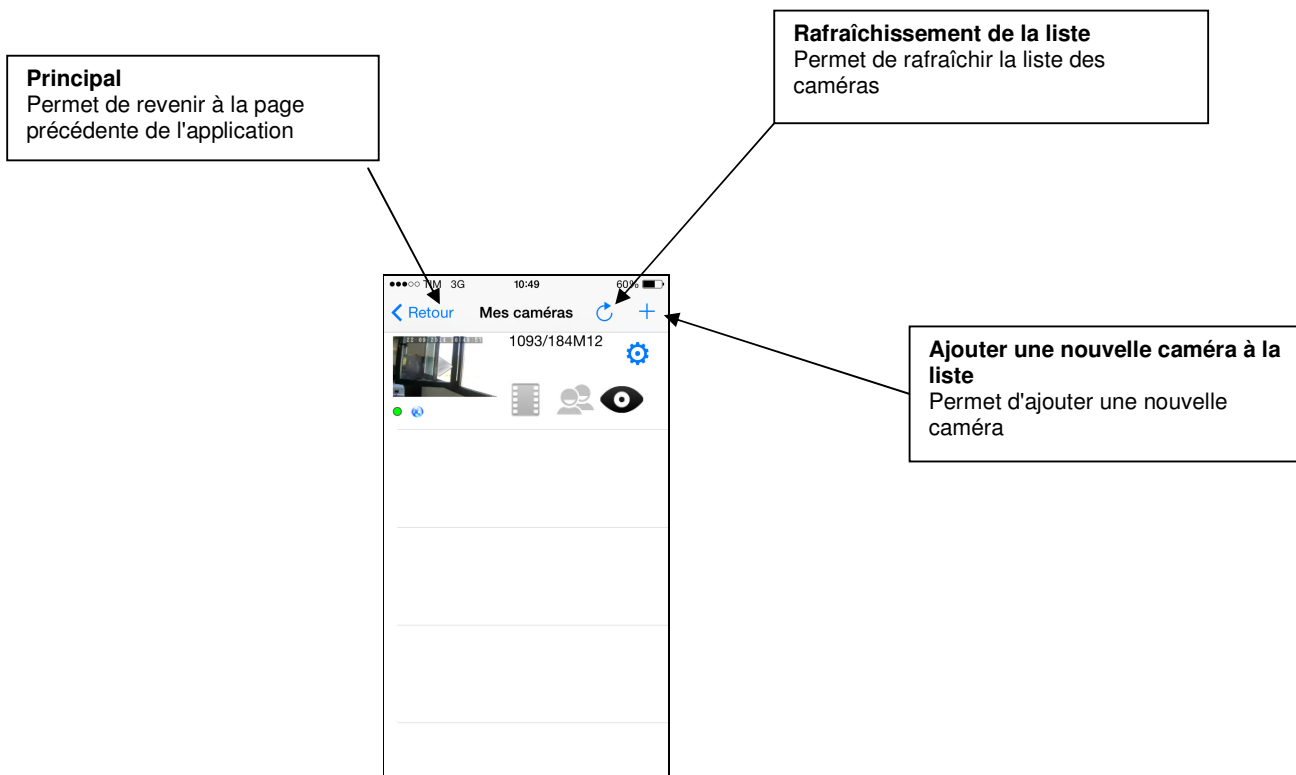 Rafraîchissement de la liste
Permet de rafraîchir la liste des
caméras
Principal
Permet de revenir à la page
précédente de l'application
TIM 3G 10:49 60%
Retour Mes caméras
1093/184M12
Ajouter une nouvelle caméra à la
liste
Permet d'ajouter une nouvelle
caméra